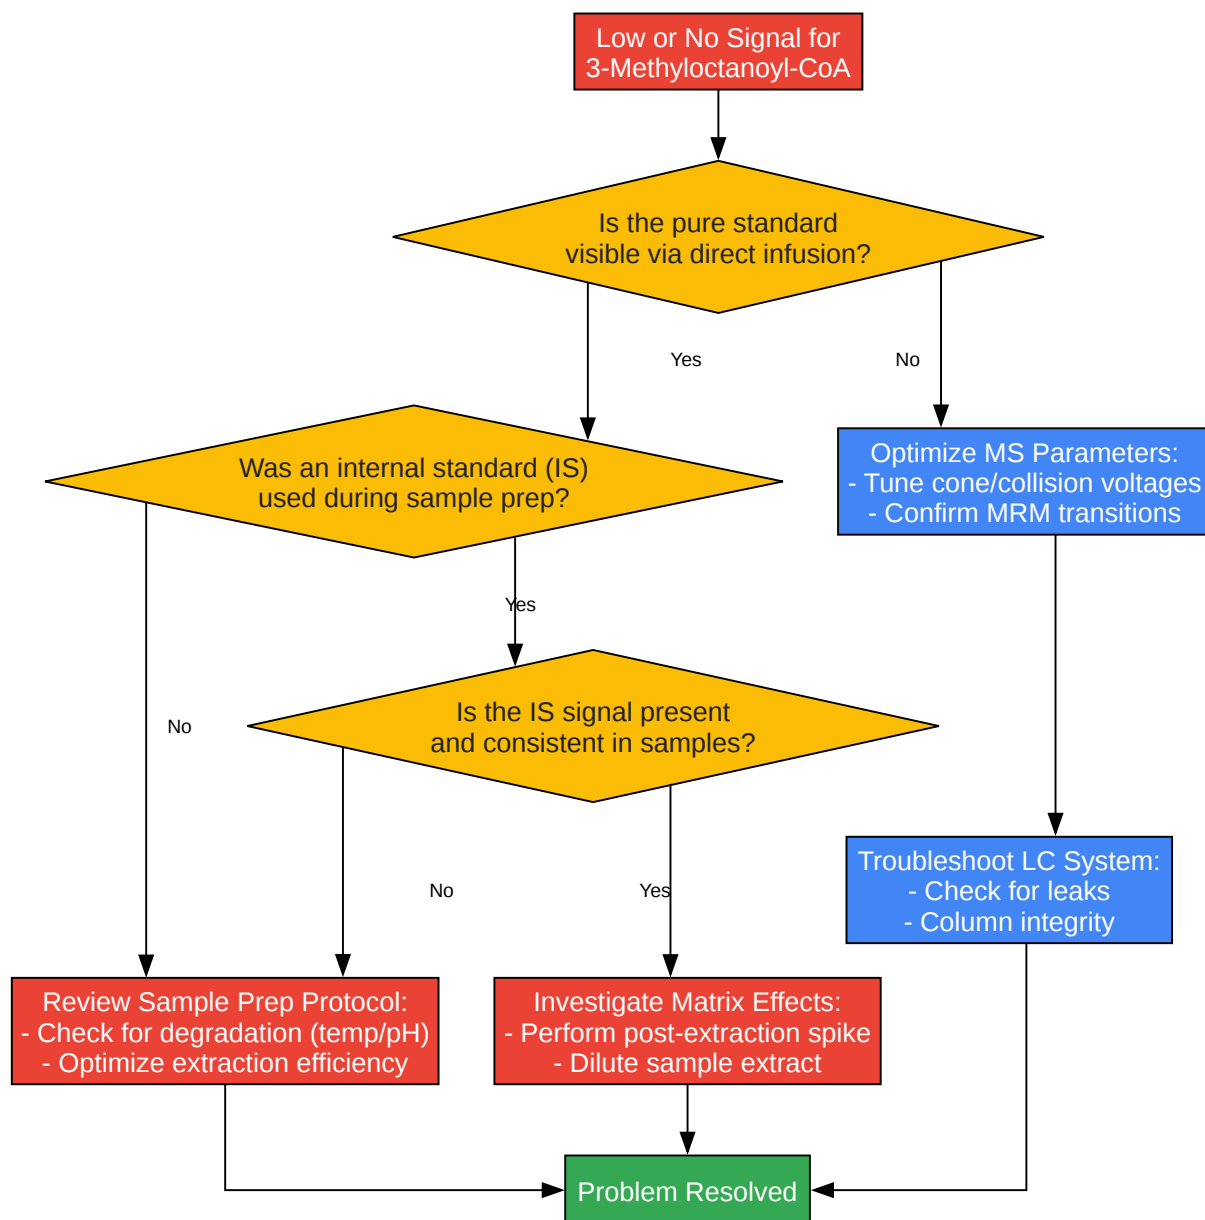 Low or No Signal for
3-Methyloctanoyl-CoA
Is the pure standard
visible via direct infusion?
Yes
No
Was an internal standard (IS)
used during sample prep?
Optimize MS Parameters:
- Tune cone/collision voltages
- Confirm MRM transitions
Yes
No
Is the IS signal present
and consistent in samples?
No
Yes
Troubleshoot LC System:
- Check for leaks
- Column integrity
Review Sample Prep Protocol:
- Check for degradation (temp/pH)
- Optimize extraction efficiency
Investigate Matrix Effects:
- Perform post-extraction spike
- Dilute sample extract
Problem Resolved